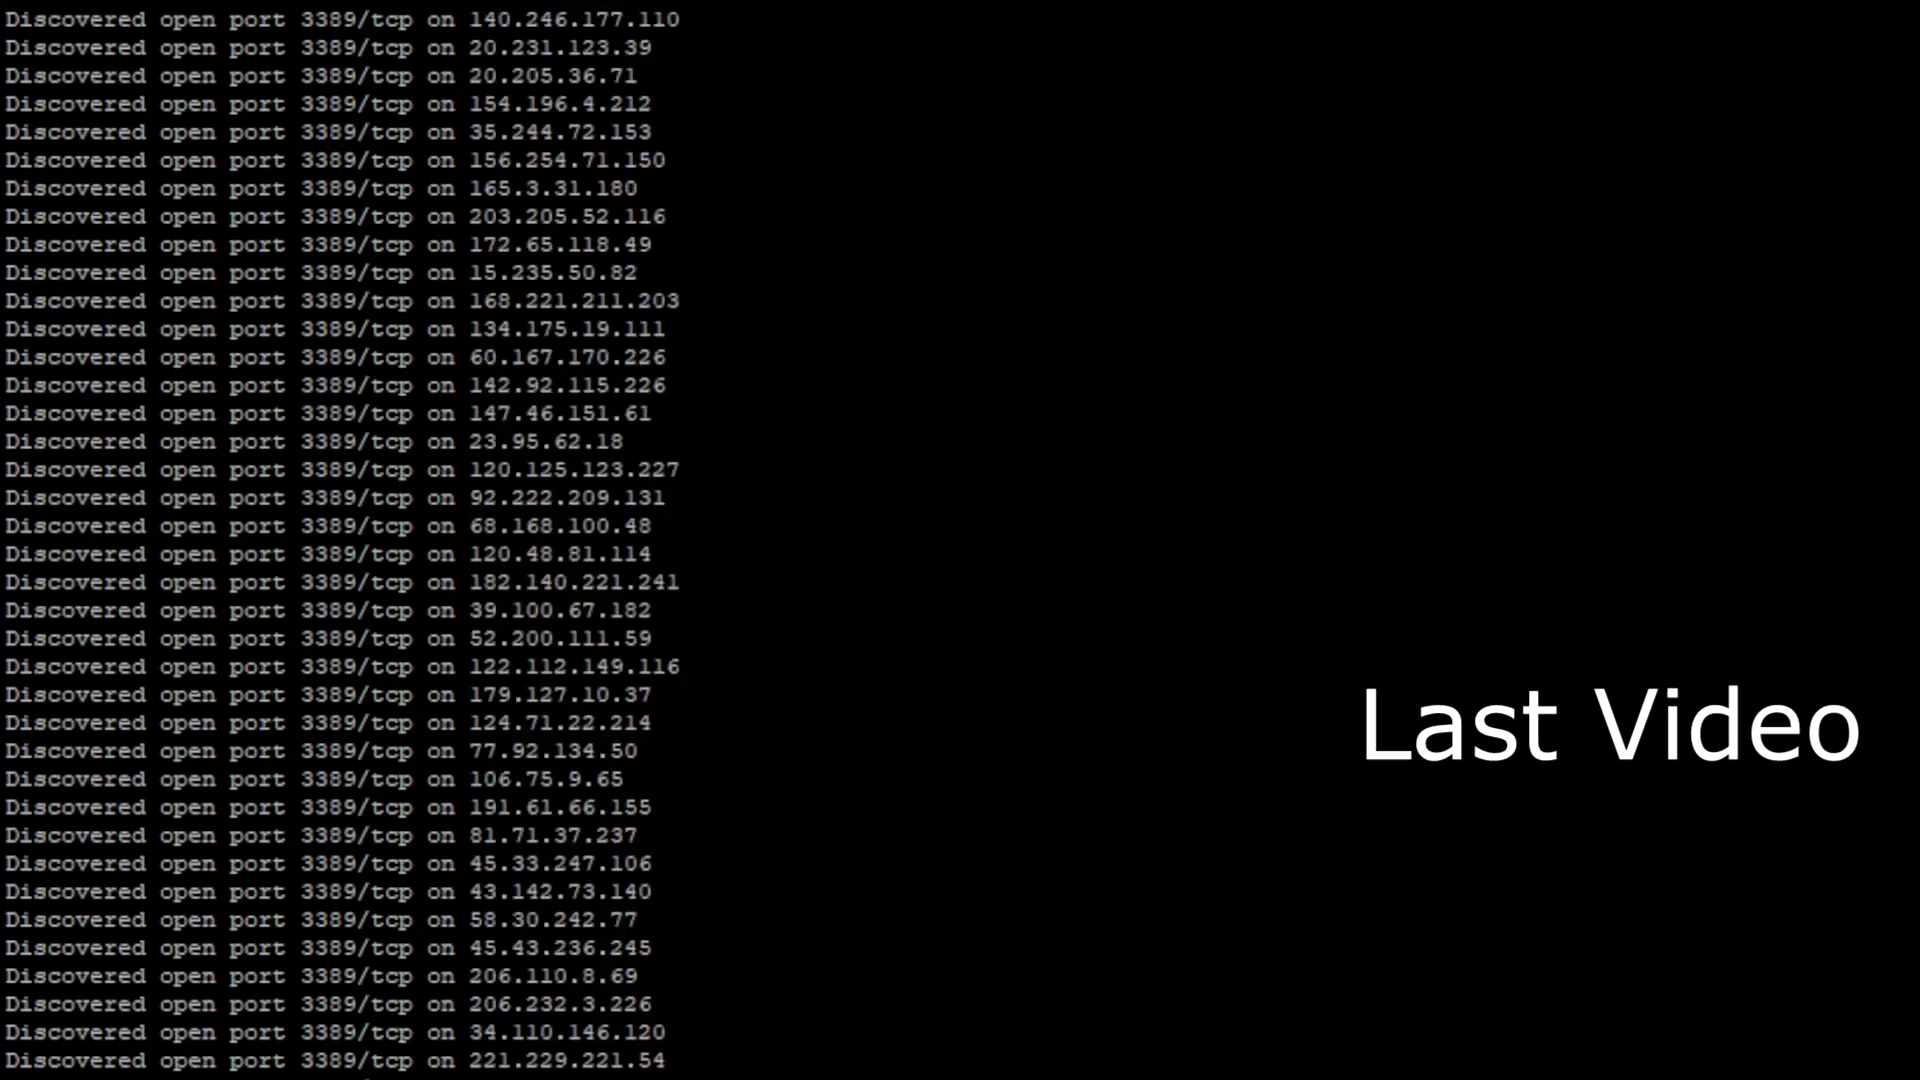 Discovered open port 3389/tcp on 140.246.177.110
Discovered open port 3389/tcp on 20.231.123.39
Discovered open port 3389/tcp on 20.205.36.71
Discovered open port 3389/tcp on 154.196.4.212
Discovered open port 3389/tcp on 35.244.72.153
Discovered open port 3389/tcp on 156.254.71.150
Discovered open port 3389/tcp on 165.3.31.180
Discovered open port 3389/tcp on 203.205.52.116
Discovered open port 3389/tcp on 172.65.118.49
Discovered open port 3389/tcp on 15.235.50.82
Discovered open port 3389/tcp on 168.221.211.203
Discovered open port 3389/tcp on 134.175.19.111
Discovered open port 3389/tcp on 60.167.170.226
Discovered open port 3389/tcp on 142.92.115.226
Discovered open port 3389/tcp on 147.46.151.61
Discovered open port 3389/tcp on 23.95.62.18
Discovered open port 3389/tcp on 120.125.123.227
Discovered open port 3389/tcp on 92.222.209.131
Discovered open port 3389/tcp on 68.168.100.48
Discovered open port 3389/tcp on 120.48.81.114
Discovered open port 3389/tcp on 182.140.221.241
Discovered open port 3389/tcp on 39.100.67.182
Discovered open port 3389/tcp on 52.200.111.59
Discovered open port 3389/tcp on 122.112.149.116
Discovered open port 3389/tcp on 179.127.10.37
Discovered open port 3389/tcp on 124.71.22.214
Discovered open port 3389/tcp on 77.92.134.50
Discovered open port 3389/tcp on 106.75.9.65
Discovered open port 3389/tcp on 191.61.66.155
Discovered open port 3389/tcp on 81.71.37.237
Discovered open port 3389/tcp on 45.33.247.106
Discovered open port 3389/tcp on 43.142.73.140
Discovered open port 3389/tcp on 58.30.242.77
Discovered open port 3389/tcp on 45.43.236.245
Discovered open port 3389/tcp on 206.110.8.69
Discovered open port 3389/tcp on 206.232.3.226
Discovered open port 3389/tcp on 34.110.146.120
Discovered open port 3389/tcp on 221.229.221.54
Last Video